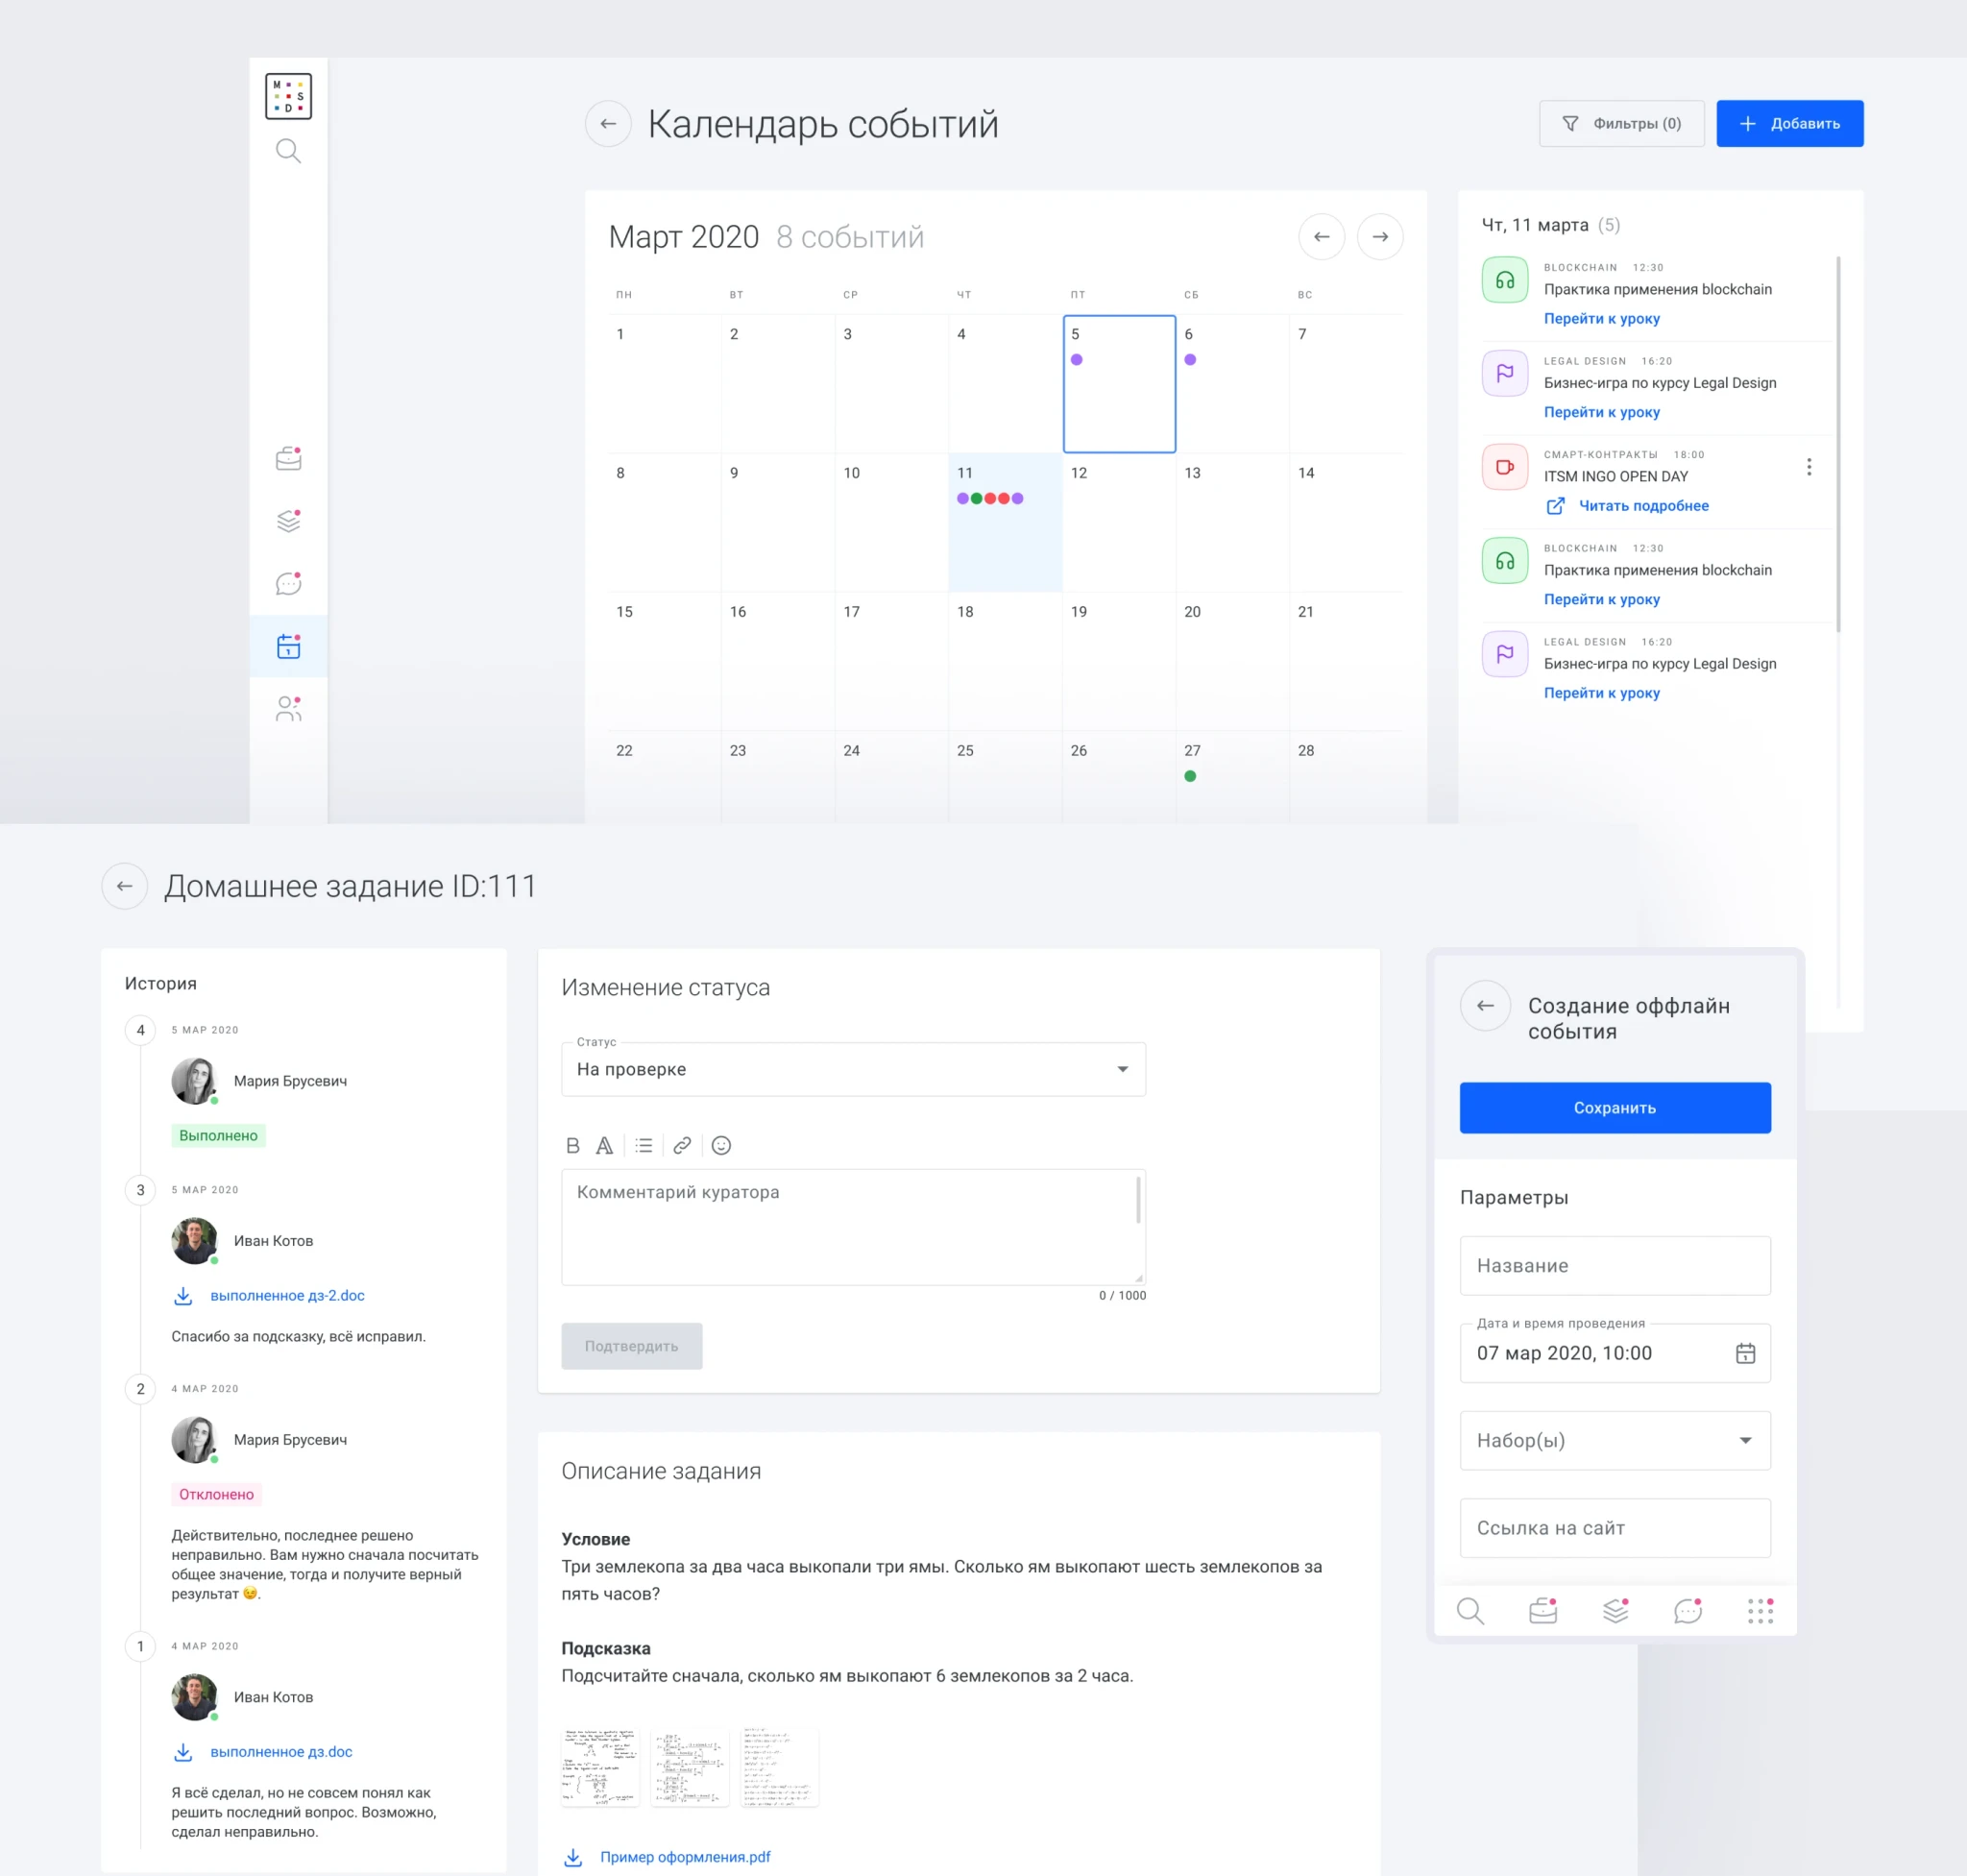 M
S
D
Календарь событий
Фильтры (0)
Добавить
Март 2020 8 событий
ПН ВТ СР ЧТ ПТ СБ ВС
1 2 3 4 5 6 7
8 9 10 11 12 13 14
15 16 17 18 19 20 21
22 23 24 25 26 27 28
Чт, 11 марта (5)
BLOCKCHAIN 12:30
Практика применения blockchain
Перейти к уроку
LEGAL DESIGN 16:20
Бизнес-игра по курсу Legal Design
Перейти к уроку
СМАРТ-КОНТРАКТЫ 18:00
ITSM INGO OPEN DAY
Читать подробнее
BLOCKCHAIN 12:30
Практика применения blockchain
Перейти к уроку
LEGAL DESIGN 16:20
Бизнес-игра по курсу Legal Design
Перейти к уроку
1
Домашнее задание ID:111
История
4 5 МАР 2020
Мария Брусевич
Выполнено
3 5 МАР 2020
Иван Котов
выполненное дз-2.doc
Спасибо за подсказку, всё исправил.
2 4 МАР 2020
Мария Брусевич
Отклонено
Действительно, последнее решено
неправильно. Вам нужно сначала посчитать
общее значение, тогда и получите верный
результат 😉.
1 4 МАР 2020
Иван Котов
выполненное дз.doc
Я всё сделал, но не совсем понял как
решить последний вопрос. Возможно,
сделал неправильно.
Изменение статуса
Статус
На проверке
B A
Комментарий куратора
0 / 1000
Подтвердить
Описание задания
Условие
Три землекопа за два часа выкопали три ямы. Сколько ям выкопают шесть землекопов за
пять часов?
Подсказка
Подсчитайте сначала, сколько ям выкопают 6 землекопов за 2 часа.
Пример оформления.pdf
Создание оффлайн
события
Сохранить
Параметры
Название
Дата и время проведения
07 мар 2020, 10:00
1
Набор(ы)
Ссылка на сайт